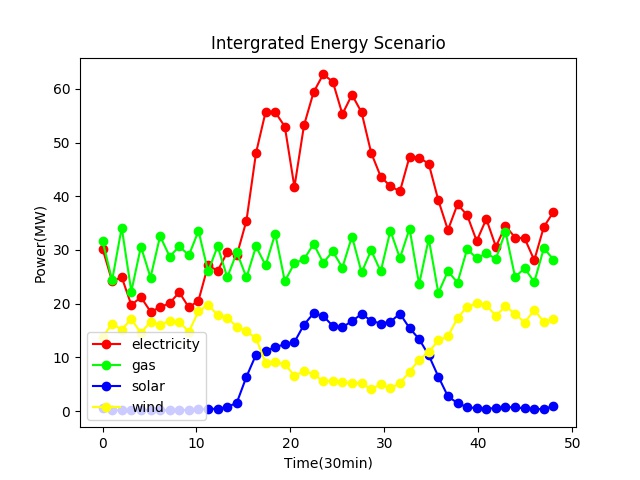 Intergrated Energy Scenario
Power(MW)
60
50
40
30
20
10
0
electricity
gas
solar
wind
0 10 20 30 40 50
Time(30min)